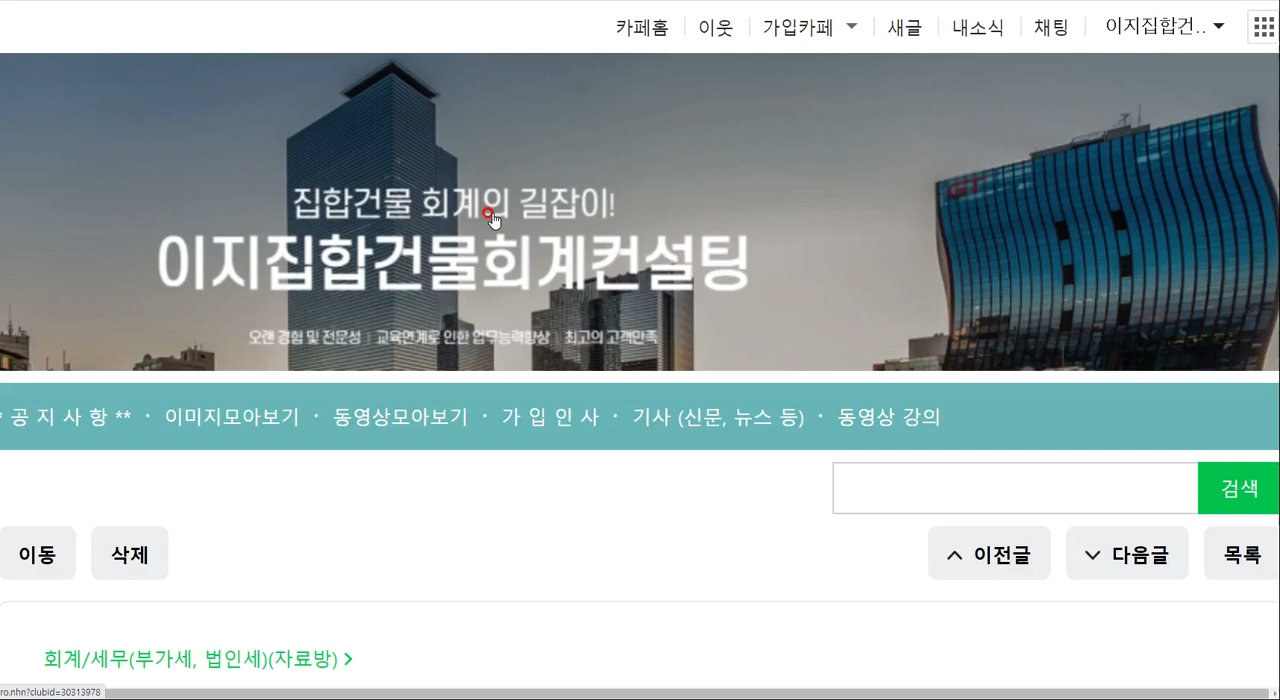 카페홈 이웃 가입카페 새글 내소식 채팅 이지집합건..
집합건물 회계의 길잡이!
이지집합건물회계컨설팅
오랜 경험 및 전문성 | 교육연계로 인한 업무능력향상 | 최고의 고객만족
GT
* 공 지 사 항 ** · 이미지모아보기 · 동영상모아보기 · 가 입 인 사 · 기사 (신문, 뉴스 등) · 동영상 강의
검색
이동 삭제 이전글 다음글 목록
회계/세무(부가세, 법인세)(자료방) >
ro.nhn?clubid=30313978